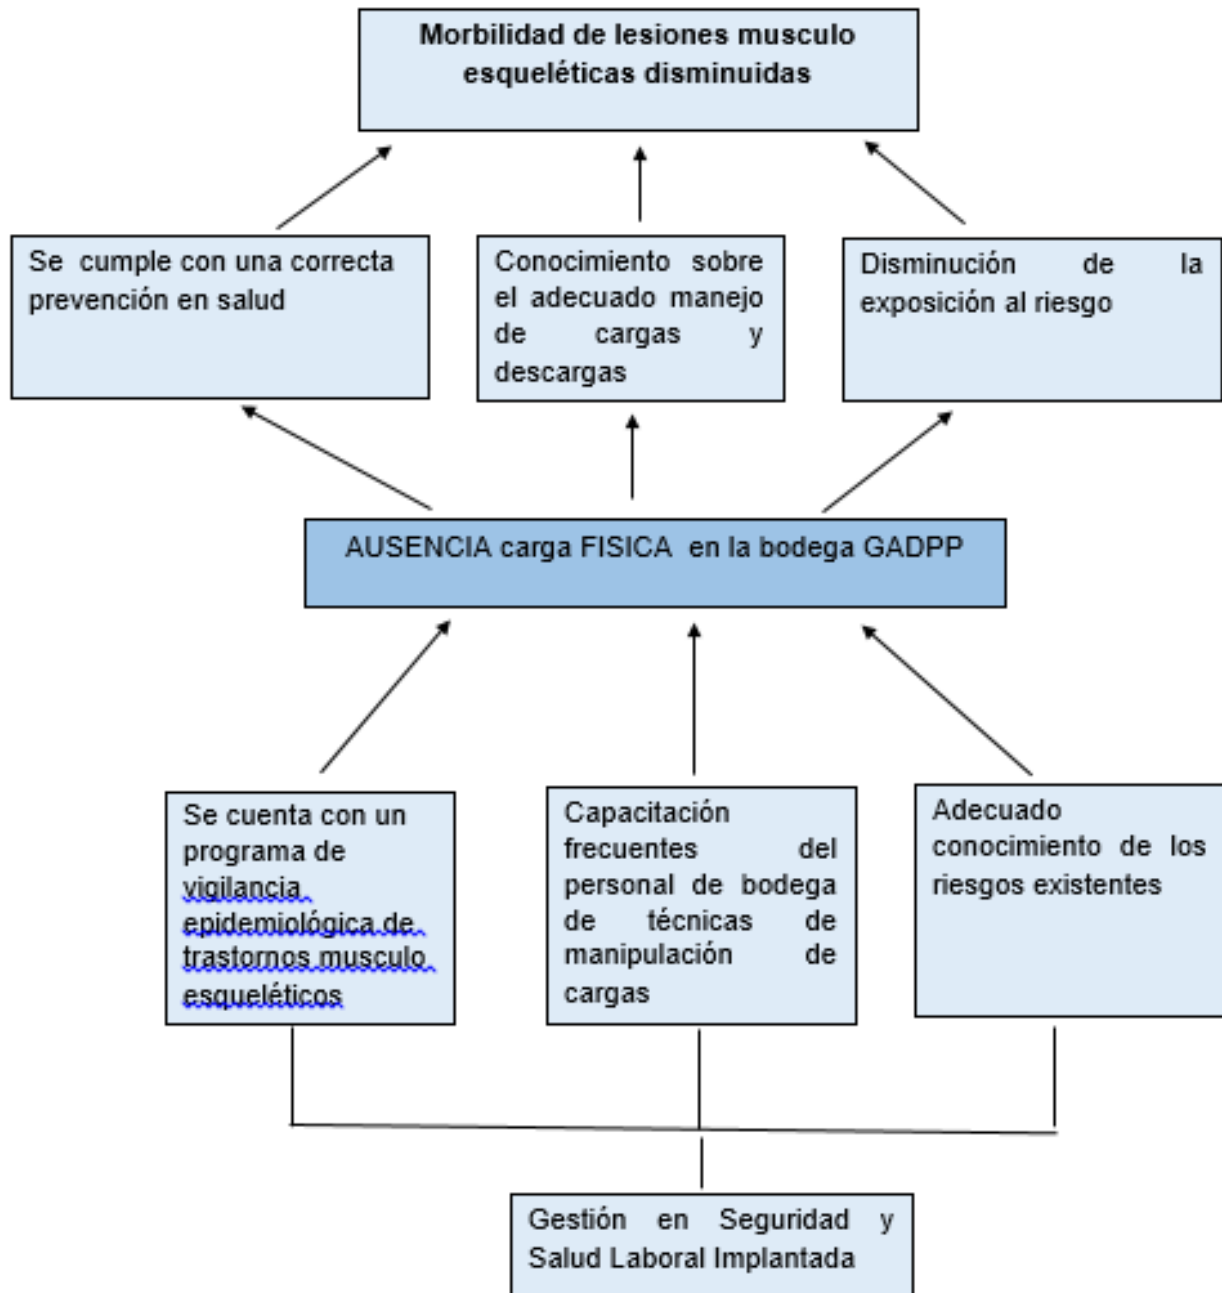 Morbilidad de lesiones musculo
esqueléticas disminuidas
Se cumple con una correcta
prevención en salud
Conocimiento sobre
el adecuado manejo
de cargas y
descargas
Disminución de la
exposición al riesgo
AUSENCIA carga FISICA en la bodega GADPP
Se cuenta con un
programa de
vigilancia
epidemiológica de
trastornos musculo
esqueléticos
Capacitación
frecuentes del
personal de bodega
de técnicas de
manipulación de
cargas
Adecuado
conocimiento de los
riesgos existentes
Gestión en Seguridad y
Salud Laboral Implantada